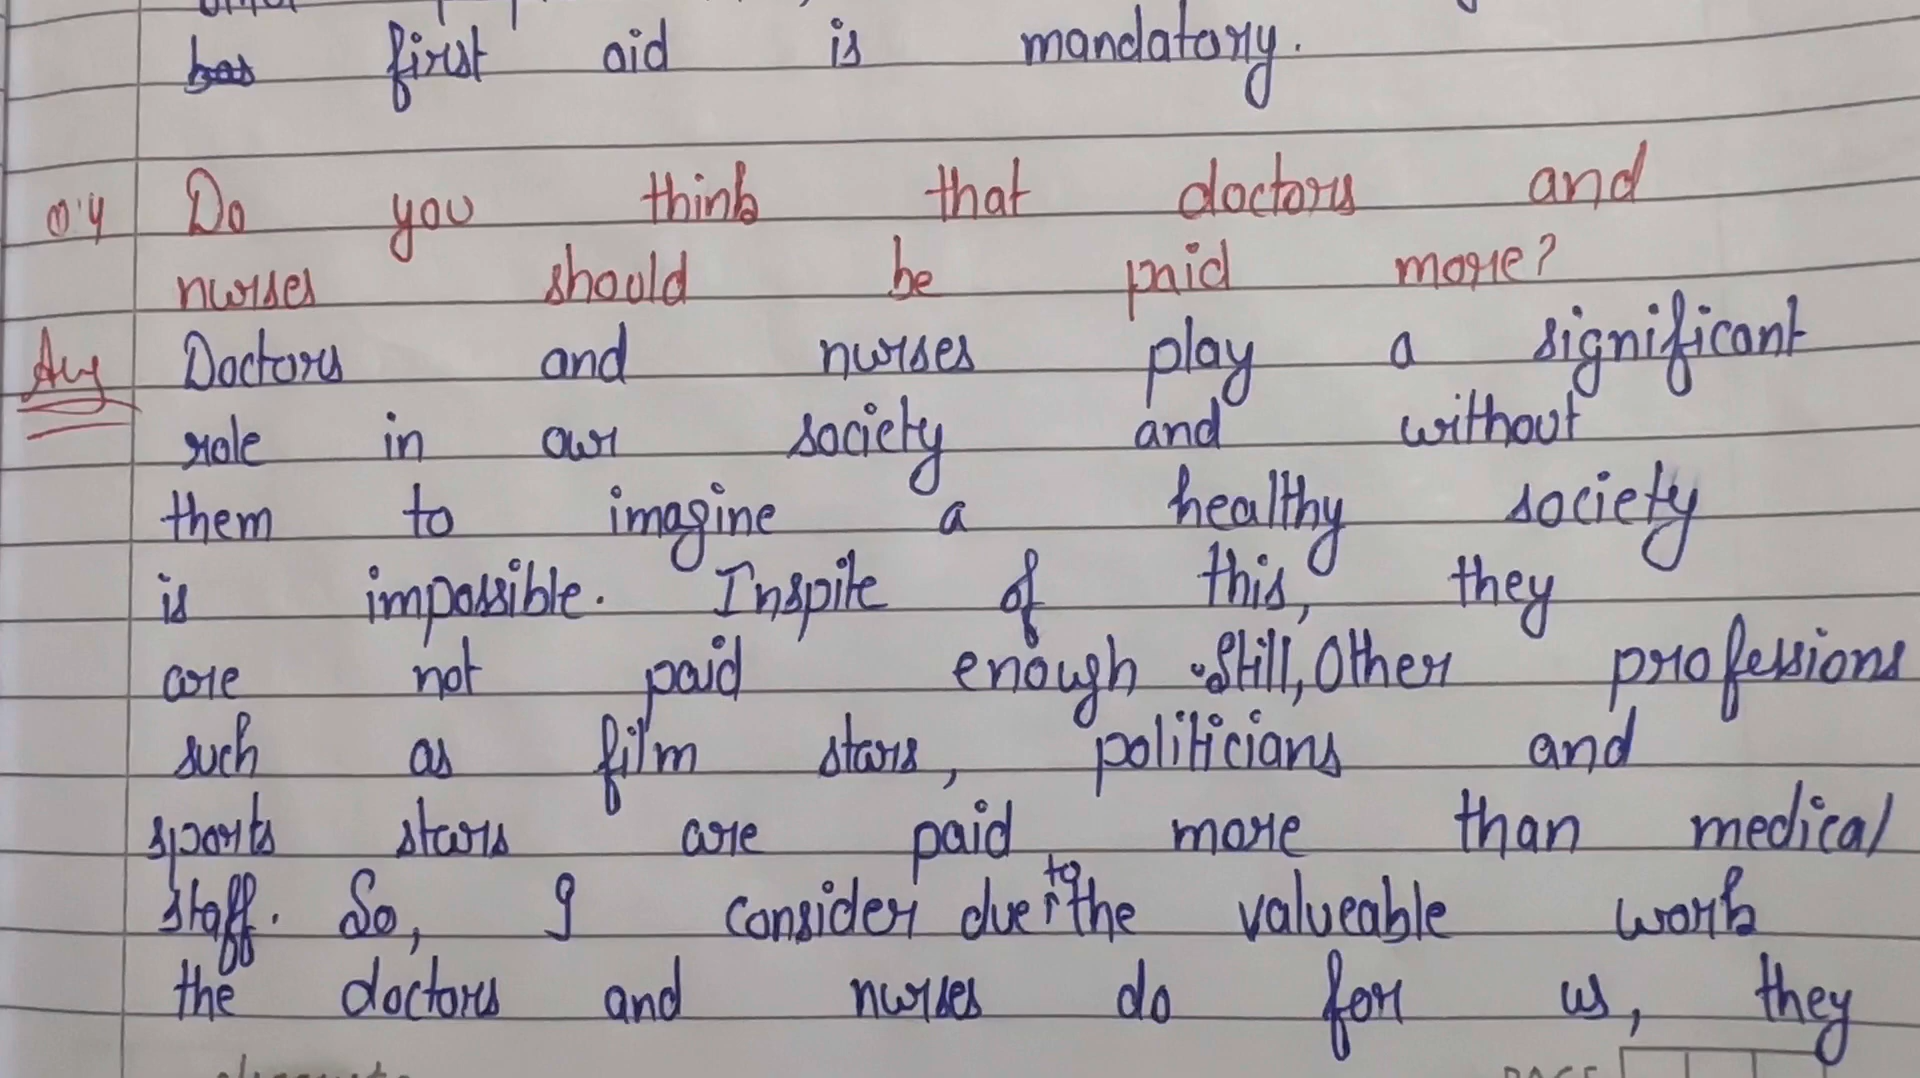 first aid is mandatory.
Q.4 Do you think that doctors and
nurses should be paid more?
Ans Doctors and nurses play a significant
role in our society and without
them to imagine a healthy society
is impossible. Inspite of this, they
are not paid enough. Still, Other professions
such as film stars, politicians and
sports stars are paid more than medical
staff. So, I consider due to the valueable work
the doctors and nurses do for us, they
PAGE